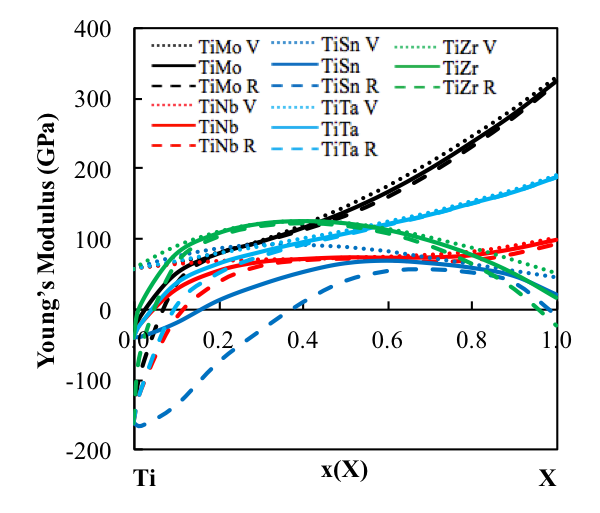 400
TiMo V
TiSn V
TiZr V
TiMo
TiSn
TiZr
TiMo R
TiSn R
TiZr R
TiNb V
TiTa V
TiNb
TiTa
TiNb R
TiTa R
300
200
100
0
-100
-200
Young's Modulus (GPa)
0.0 0.2 0.4 0.6 0.8 1.0
Ti x(X) X